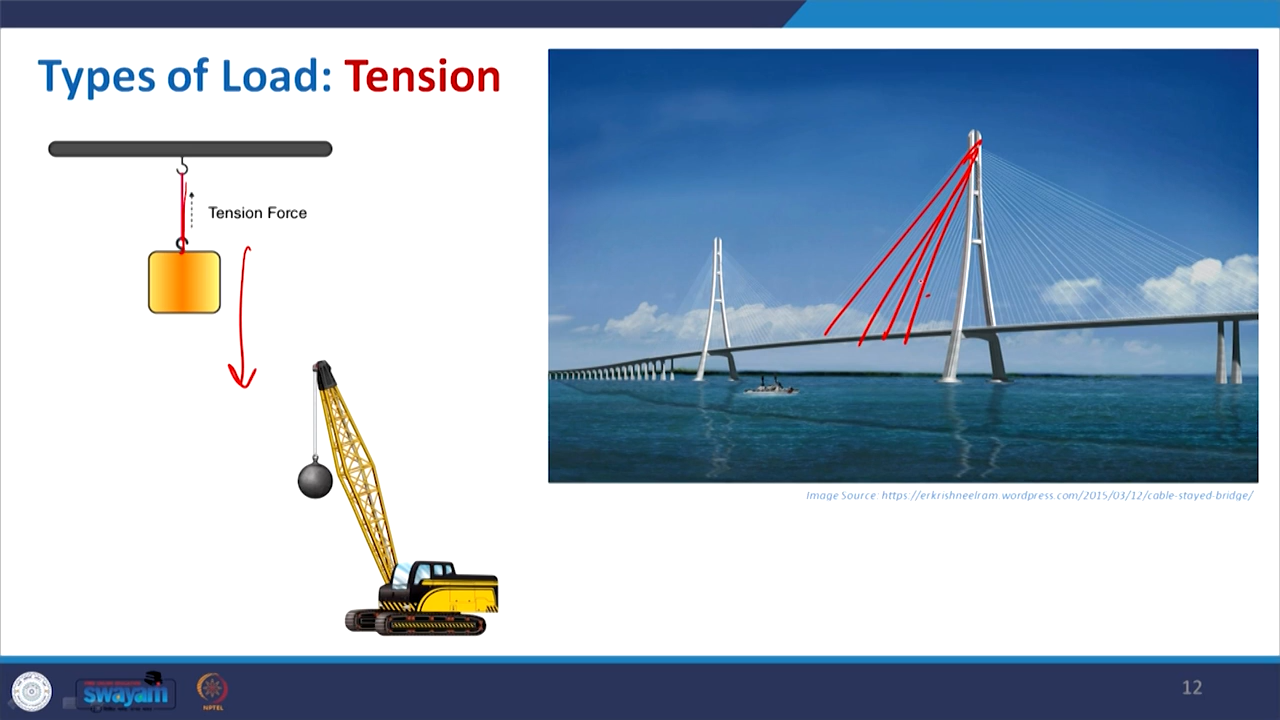 Types of Load: Tension
Tension Force
Image Source: https://erkrishneelram.wordpress.com/2015/03/12/cable-stayed-bridge/
swayam
NPTEL
12